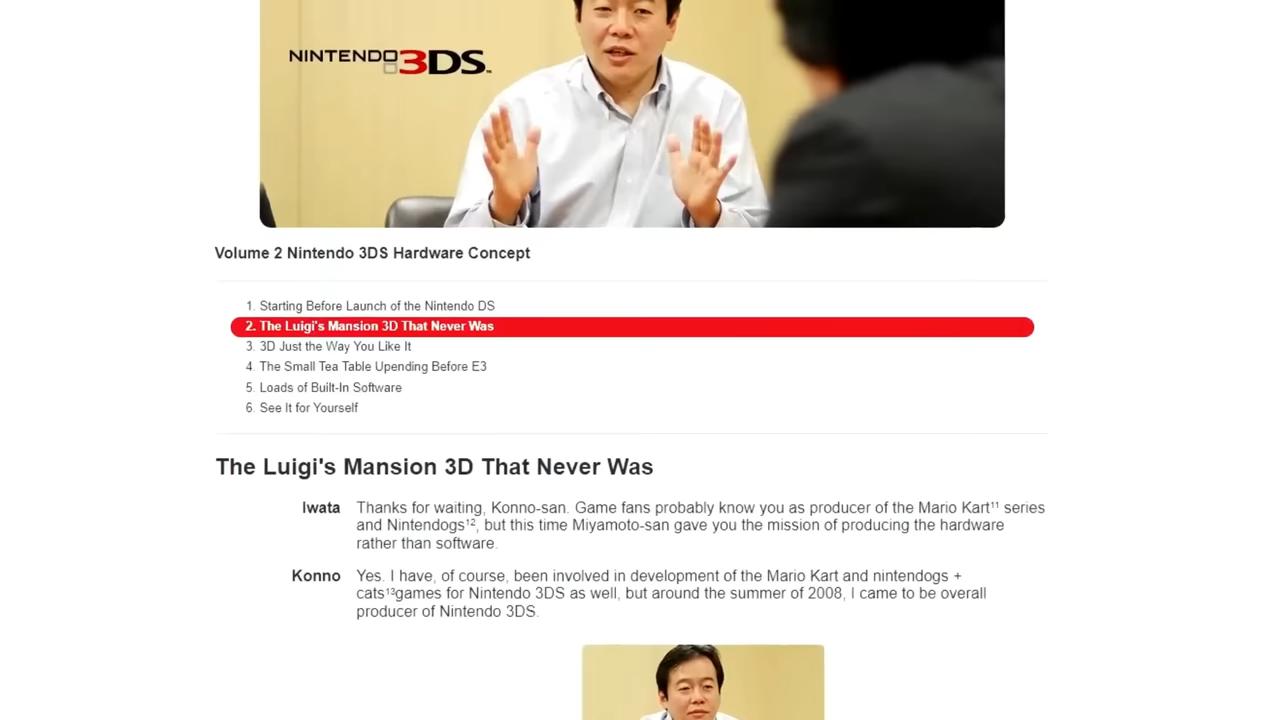 NINTENDO 3DS™
Volume 2 Nintendo 3DS Hardware Concept
1. Starting Before Launch of the Nintendo DS
2. The Luigi's Mansion 3D That Never Was
3. 3D Just the Way You Like It
4. The Small Tea Table Upending Before E3
5. Loads of Built-In Software
6. See It for Yourself
The Luigi's Mansion 3D That Never Was
Iwata Thanks for waiting, Konno-san. Game fans probably know you as producer of the Mario Kart¹¹ series
and Nintendogs¹², but this time Miyamoto-san gave you the mission of producing the hardware
rather than software.
Konno Yes. I have, of course, been involved in development of the Mario Kart and nintendogs +
cats¹³games for Nintendo 3DS as well, but around the summer of 2008, I came to be overall
producer of Nintendo 3DS.